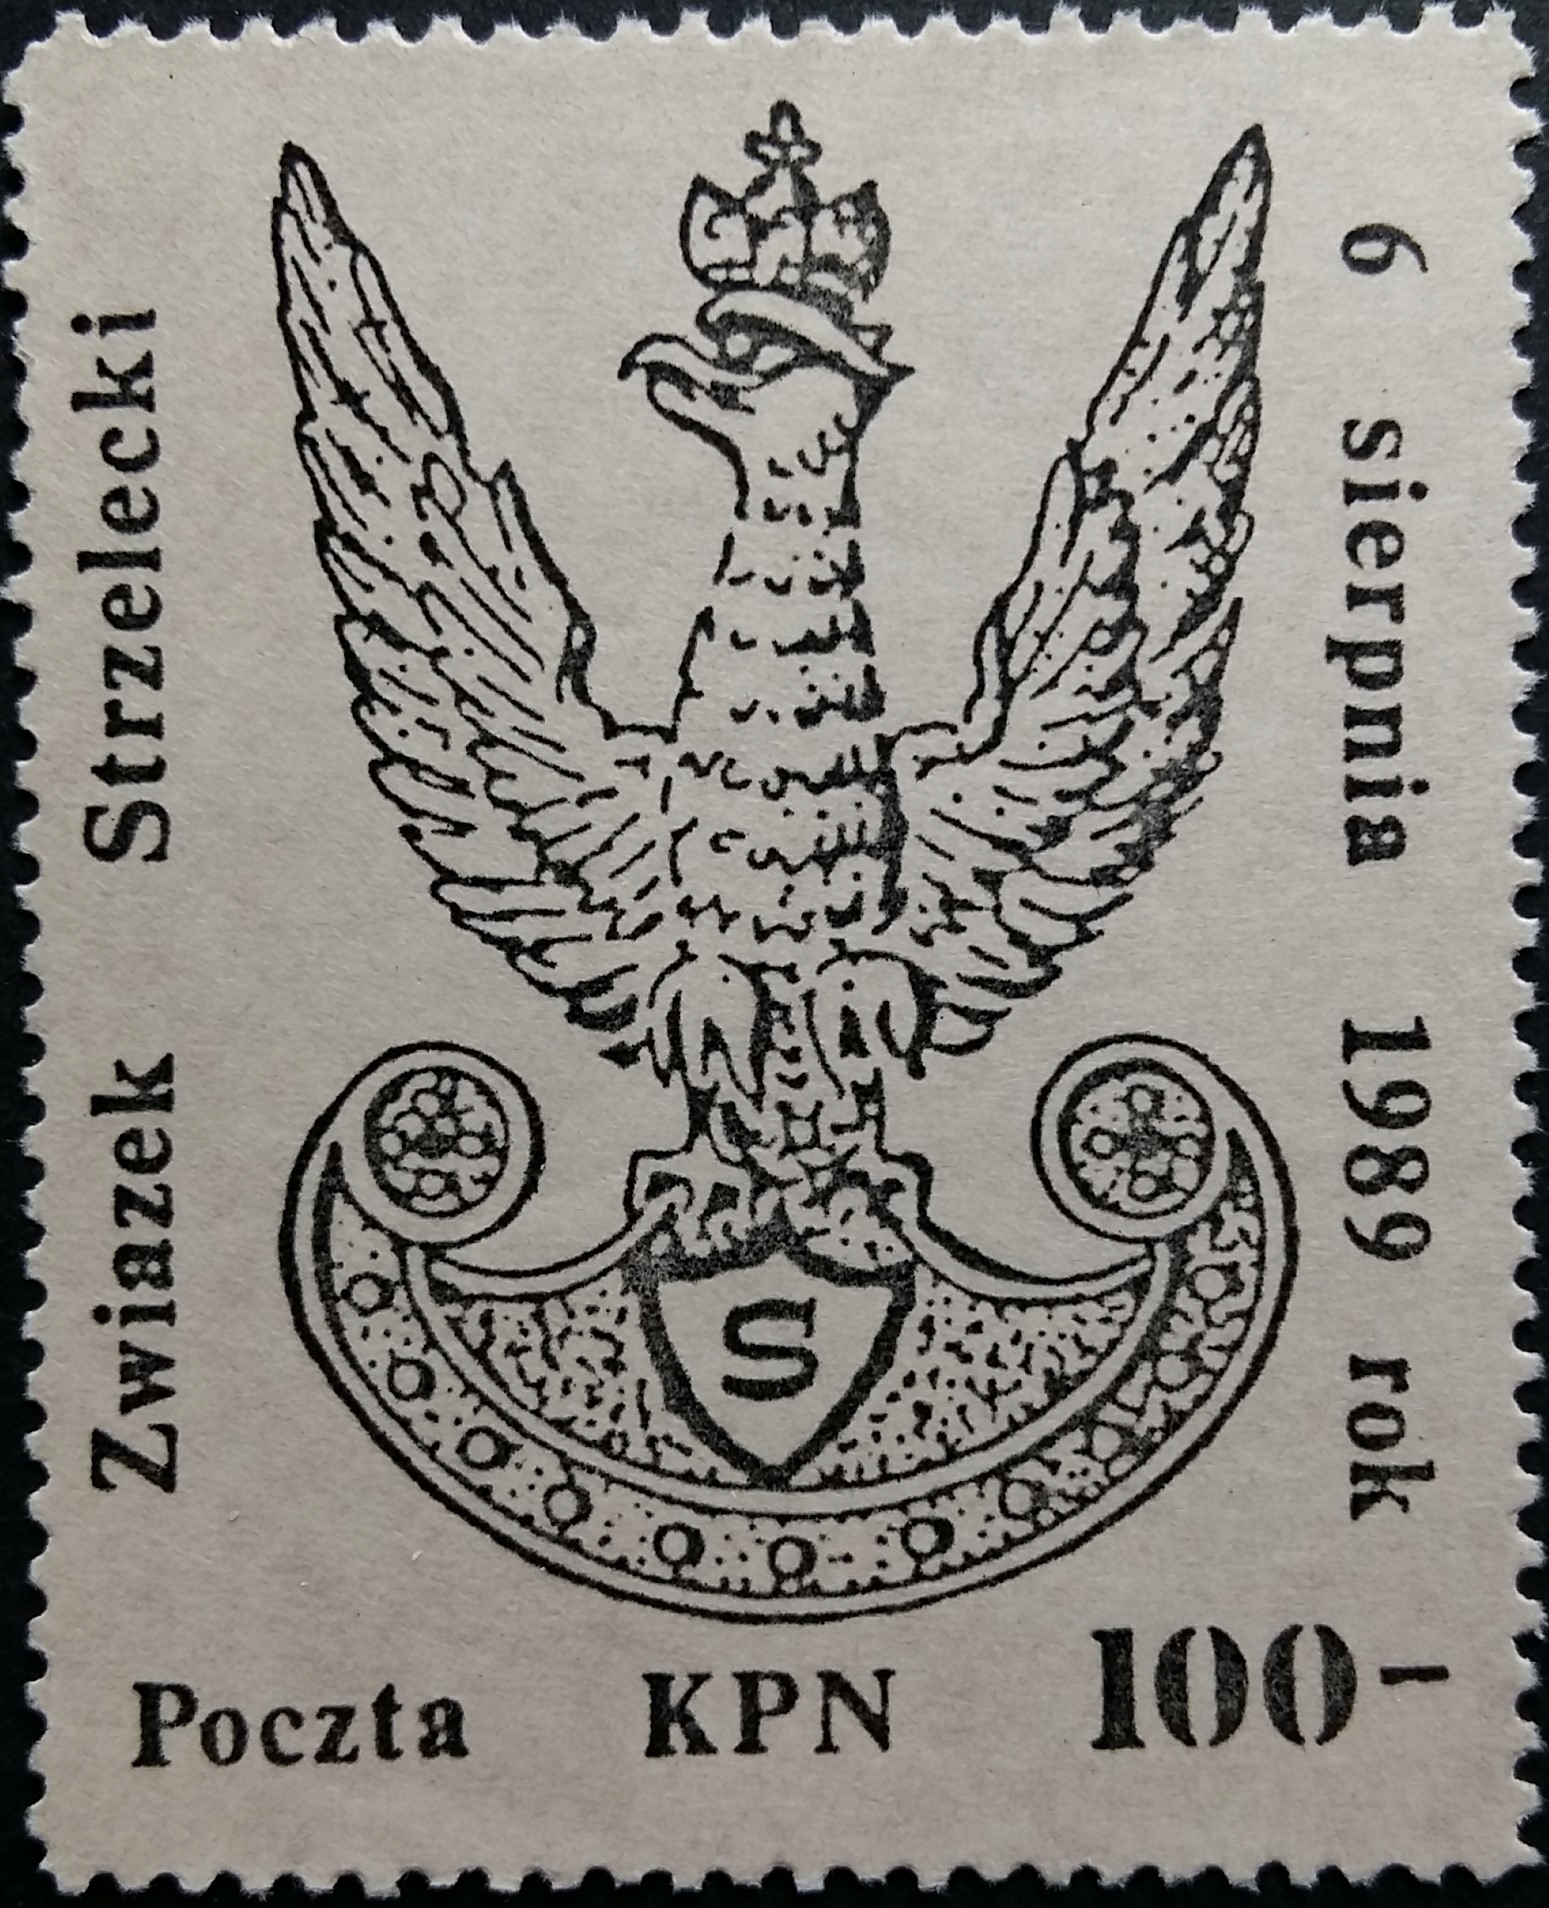 Zwiazek Strzelecki
6 sierpnia 1989 rok
S
Poczta KPN 100-